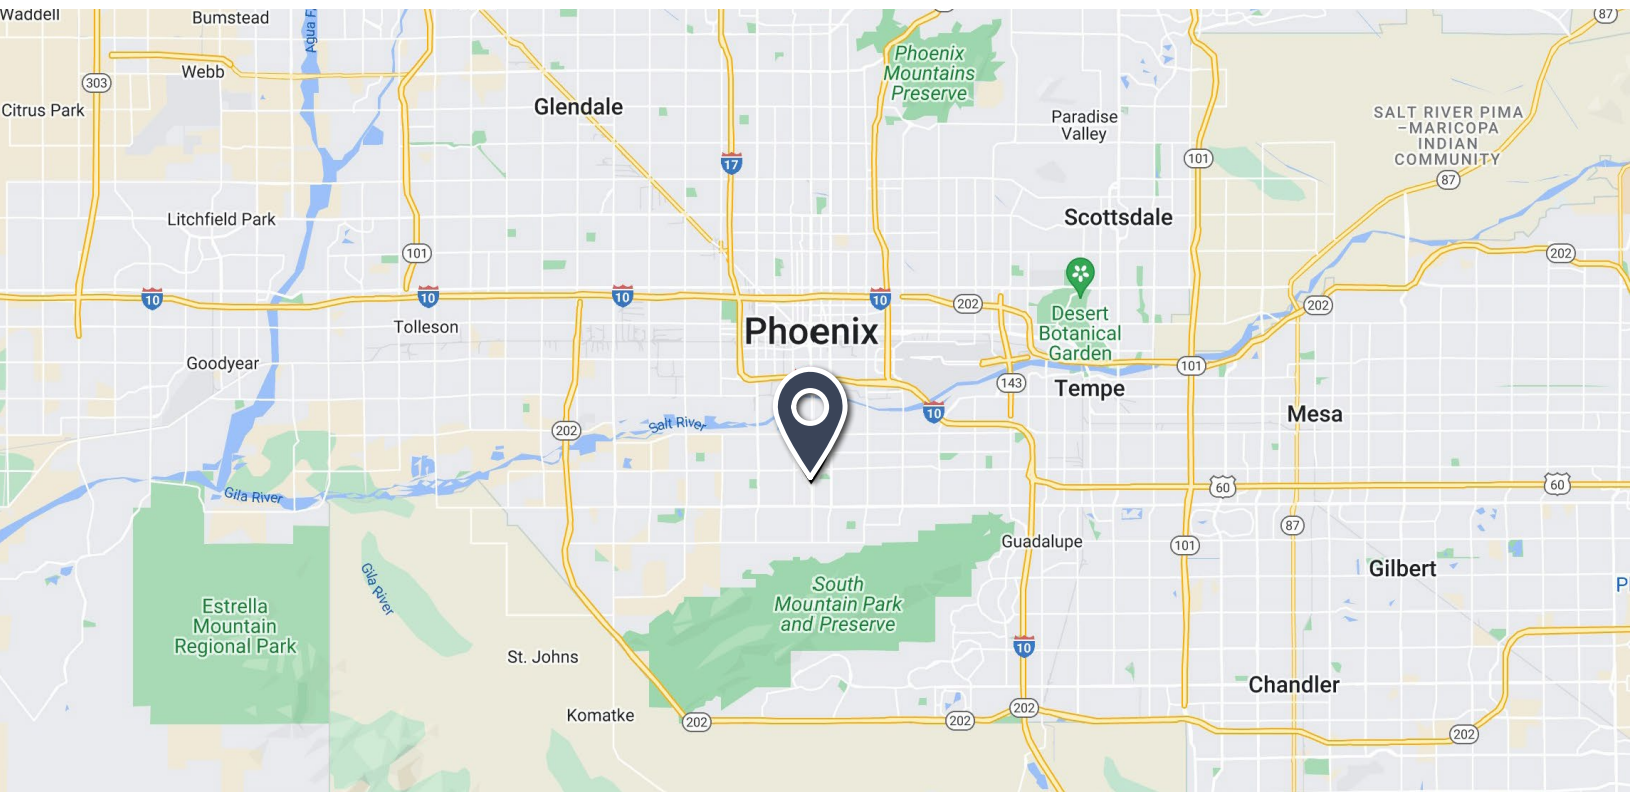 Waddell
Bumstead
87
Agua F
Webb
303
Citrus Park
Glendale
Phoenix
Mountains
Preserve
Paradise
Valley
SALT RIVER PIMA
–MARICOPA
INDIAN
COMMUNITY
17
101
87
Litchfield Park
Scottsdale
101
202
10
10
10
10
202
202
Tolleson
Phoenix
Desert
Botanical
Garden
Goodyear
101
143
Tempe
10
Mesa
Salt River
202
Gila River
60
60
87
Guadalupe
101
Gila River
Gilbert
P
Estrella
Mountain
Regional Park
South
Mountain Park
and Preserve
St. Johns
10
Chandler
Komatke
202
202
202
202